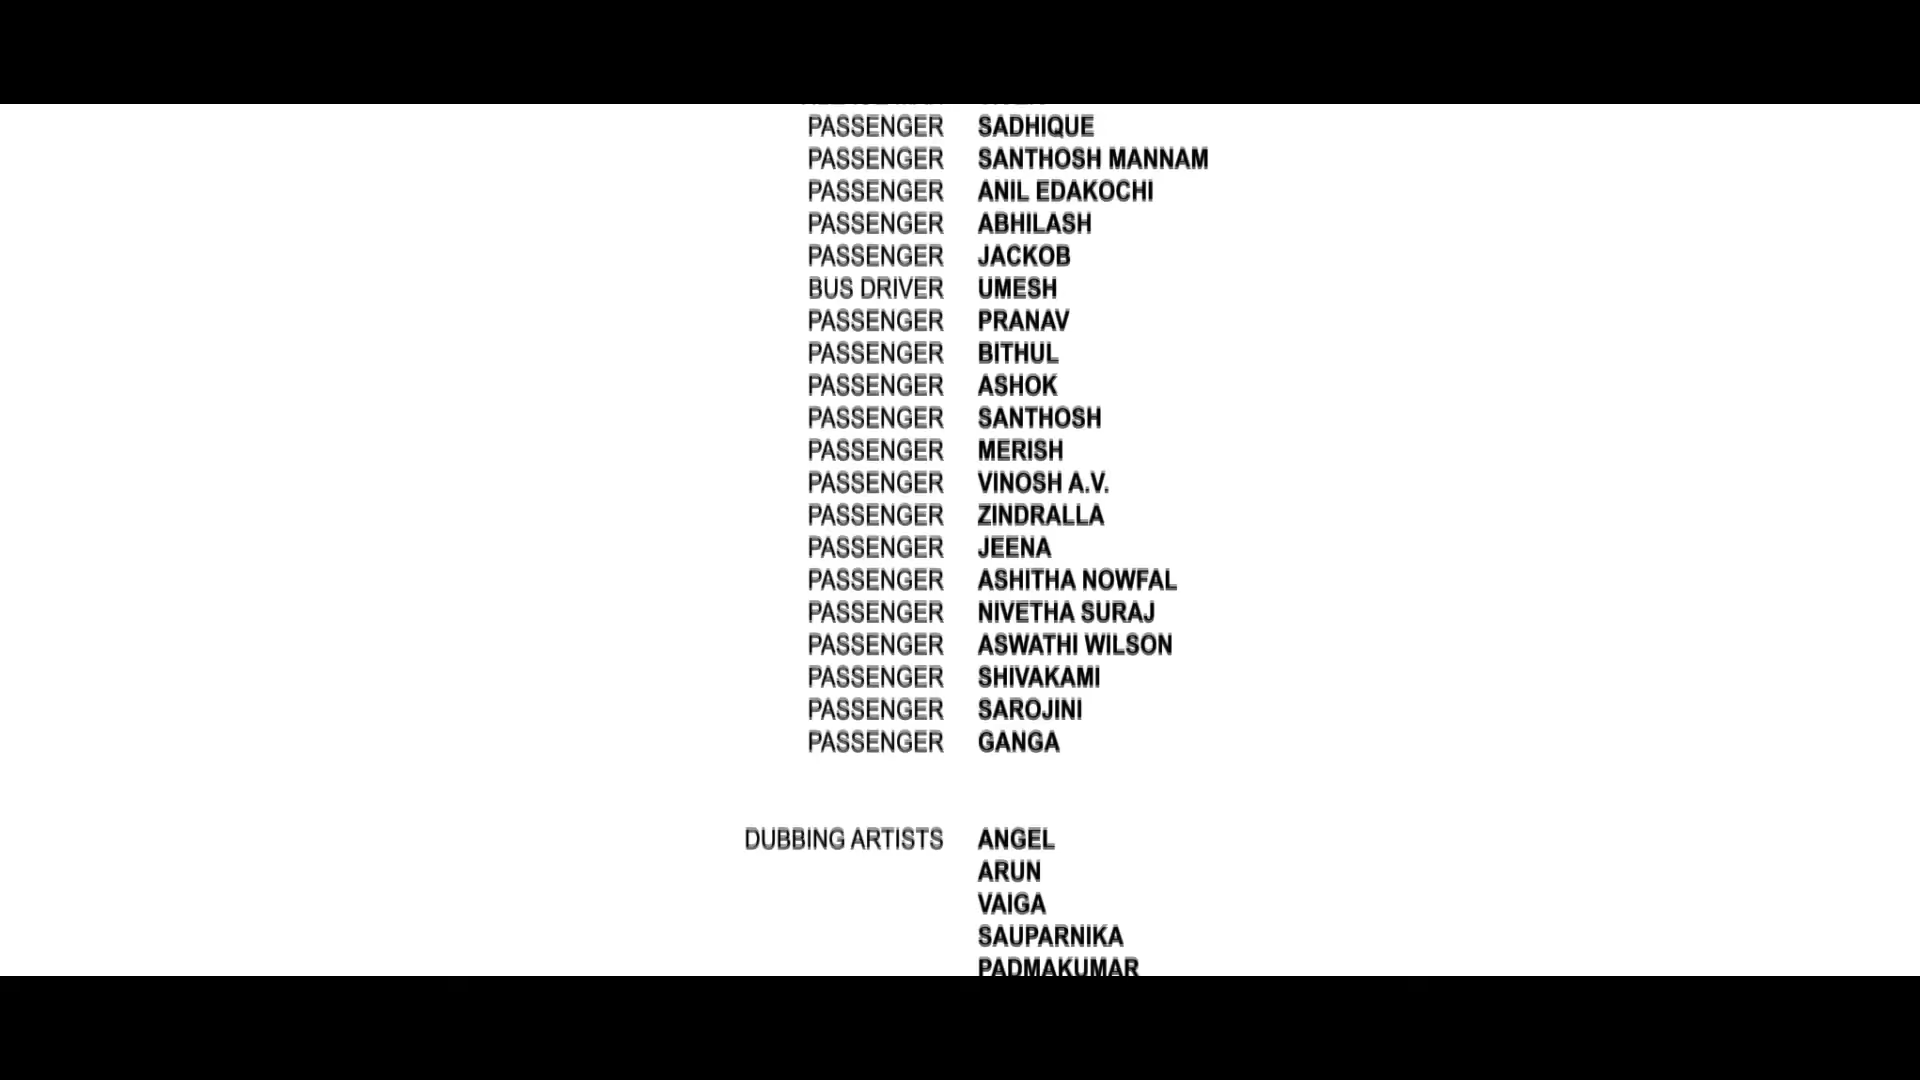 PASSENGER SADHIQUE
PASSENGER SANTHOSH MANNAM
PASSENGER ANIL EDAKOCHI
PASSENGER ABHILASH
PASSENGER JACKOB
BUS DRIVER UMESH
PASSENGER PRANAV
PASSENGER BITHUL
PASSENGER ASHOK
PASSENGER SANTHOSH
PASSENGER MERISH
PASSENGER VINOSH A.V.
PASSENGER ZINDRALLA
PASSENGER JEENA
PASSENGER ASHITHA NOWFAL
PASSENGER NIVETHA SURAJ
PASSENGER ASWATHI WILSON
PASSENGER SHIVAKAMI
PASSENGER SAROJINI
PASSENGER GANGA
DUBBING ARTISTS ANGEL
ARUN
VAIGA
SAUPARNIKA
PADMAKUMAR